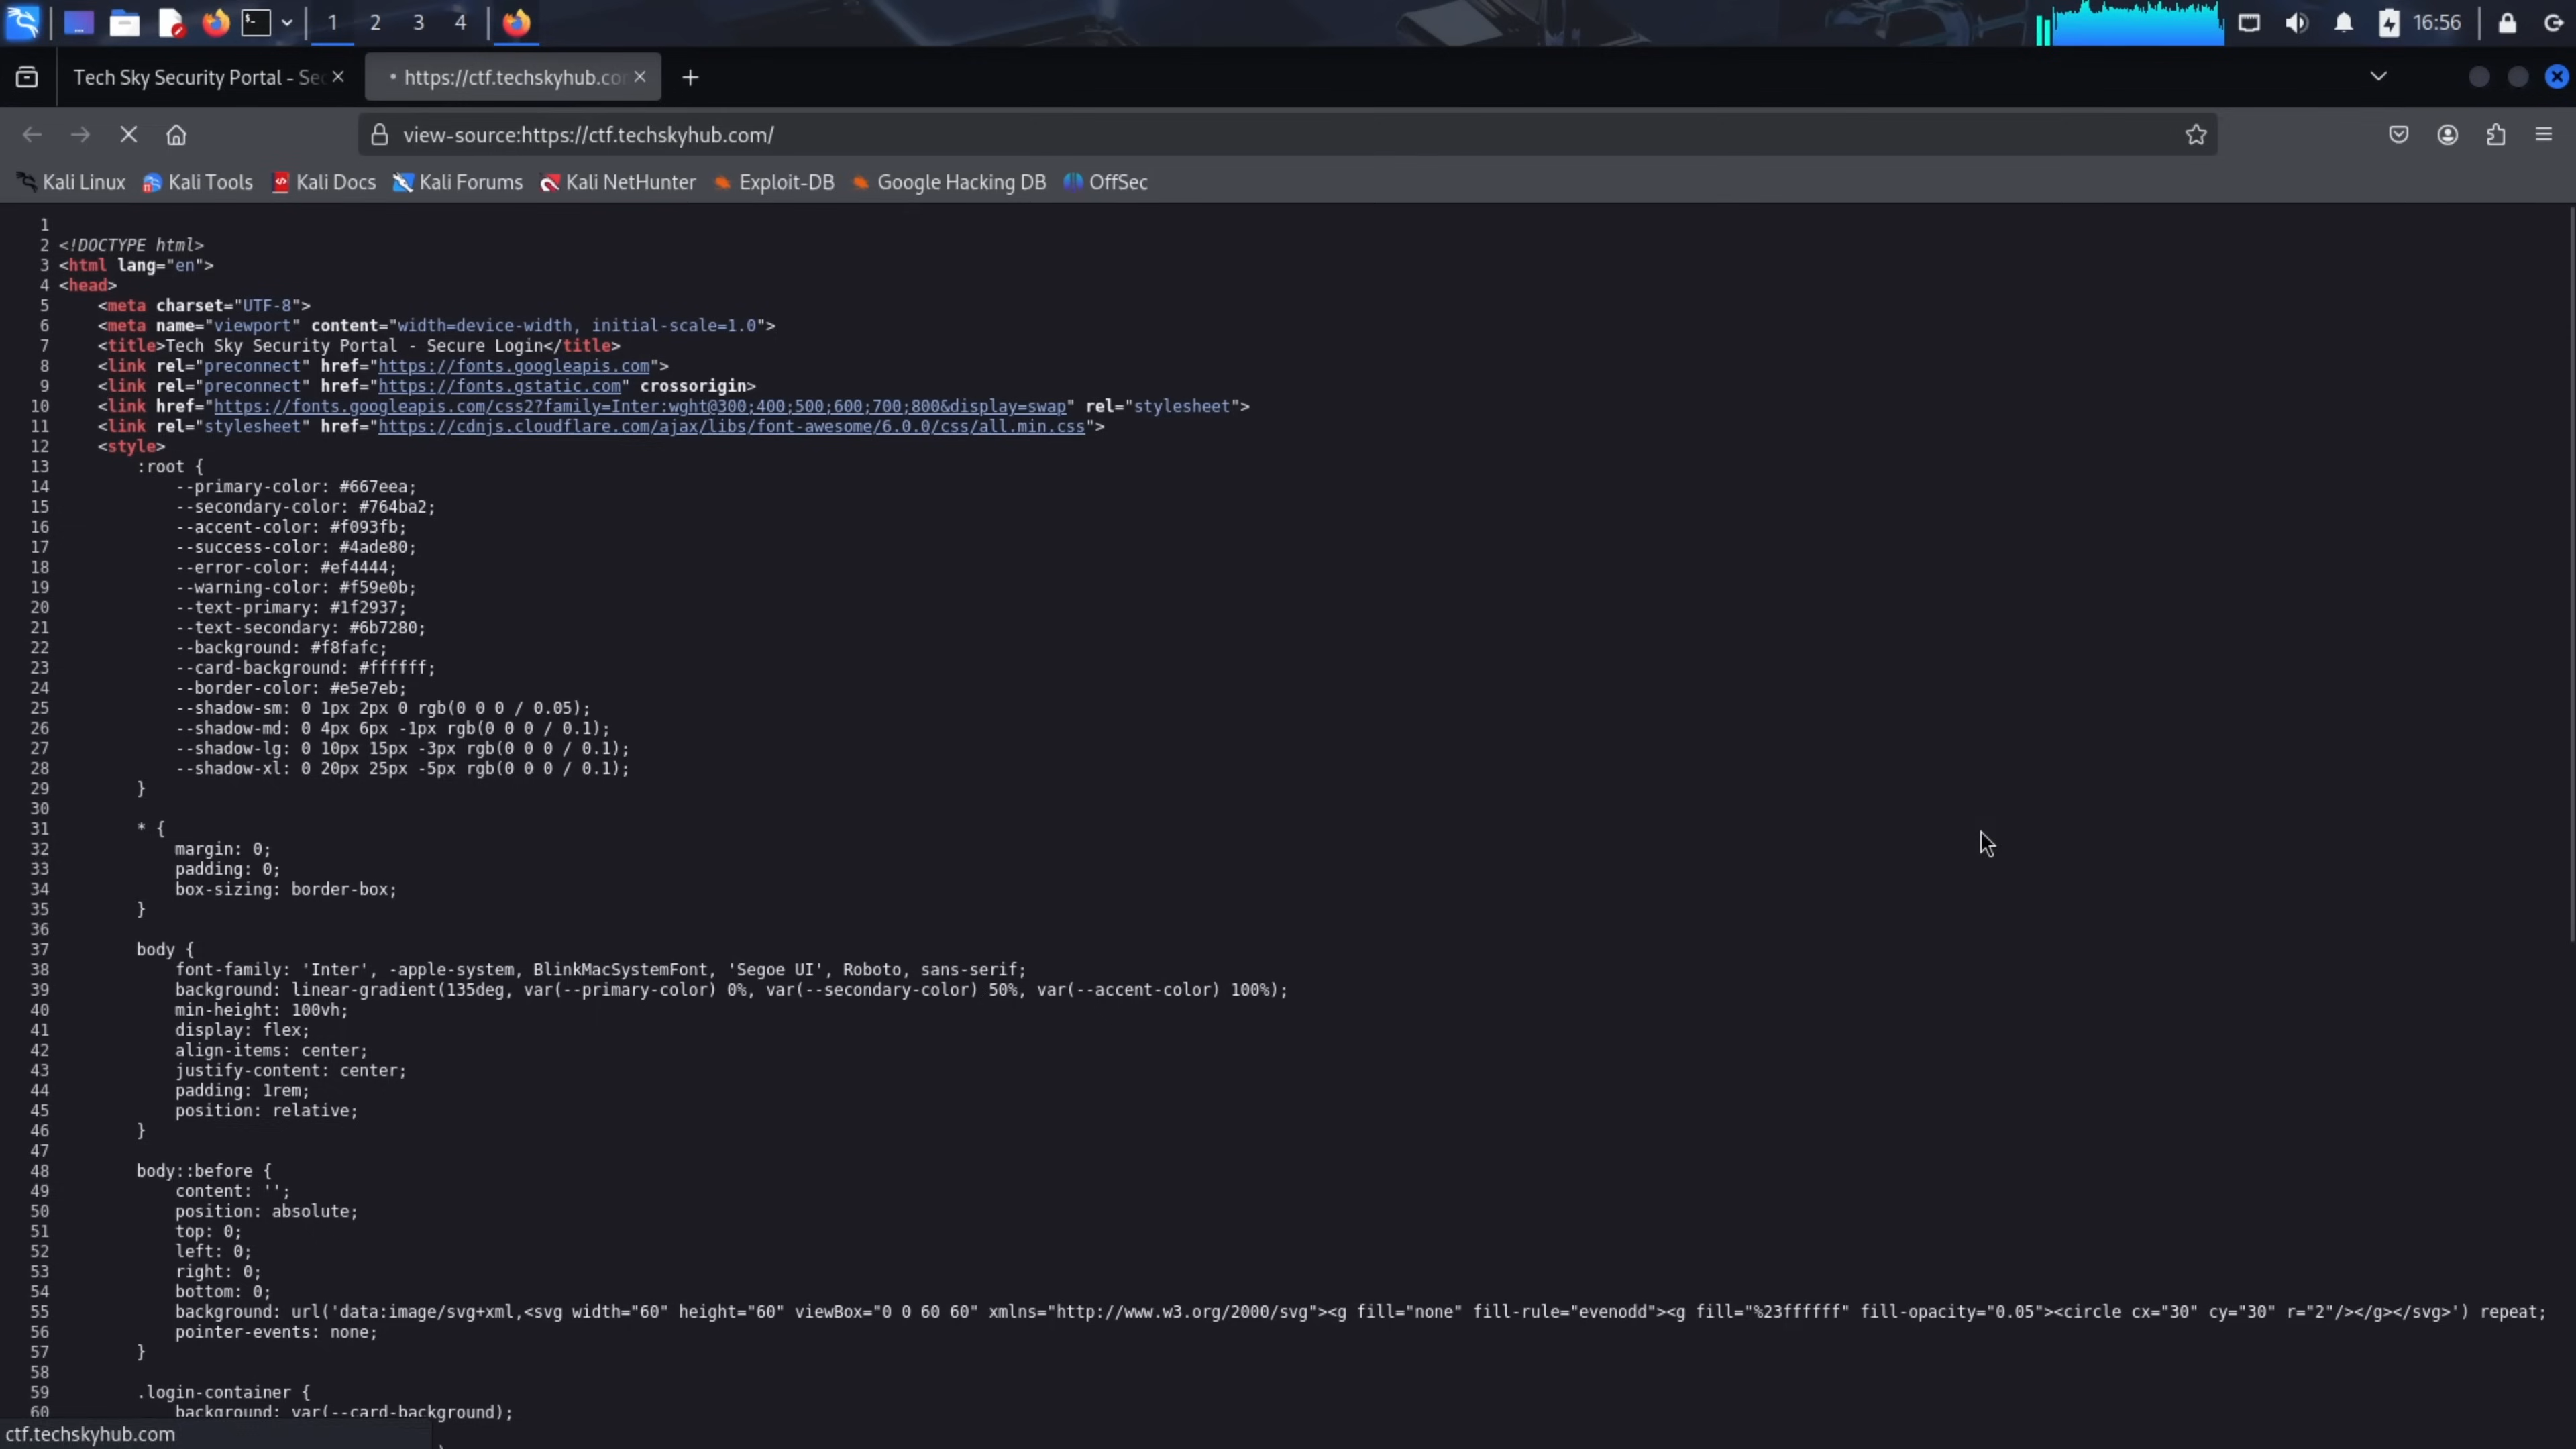 1 2 3 4 16:56
Tech Sky Security Portal - Sec https://ctf.techskyhub.co
view-source:https://ctf.techskyhub.com/
Kali Linux Kali Tools Kali Docs Kali Forums Kali NetHunter Exploit-DB Google Hacking DB OffSec
1
2 <!DOCTYPE html>
3 <html lang="en">
4 <head>
5     <meta charset="UTF-8">
6     <meta name="viewport" content="width=device-width, initial-scale=1.0">
7     <title>Tech Sky Security Portal - Secure Login</title>
8     <link rel="preconnect" href="https://fonts.googleapis.com">
9     <link rel="preconnect" href="https://fonts.gstatic.com" crossorigin>
10     <link href="https://fonts.googleapis.com/css2?family=Inter:wght@300;400;500;600;700;800&display=swap" rel="stylesheet">
11     <link rel="stylesheet" href="https://cdnjs.cloudflare.com/ajax/libs/font-awesome/6.0.0/css/all.min.css">
12     <style>
13         :root {
14             --primary-color: #667eea;
15             --secondary-color: #764ba2;
16             --accent-color: #f093fb;
17             --success-color: #4ade80;
18             --error-color: #ef4444;
19             --warning-color: #f59e0b;
20             --text-primary: #1f2937;
21             --text-secondary: #6b7280;
22             --background: #f8fafc;
23             --card-background: #ffffff;
24             --border-color: #e5e7eb;
25             --shadow-sm: 0 1px 2px 0 rgb(0 0 0 / 0.05);
26             --shadow-md: 0 4px 6px -1px rgb(0 0 0 / 0.1);
27             --shadow-lg: 0 10px 15px -3px rgb(0 0 0 / 0.1);
28             --shadow-xl: 0 20px 25px -5px rgb(0 0 0 / 0.1);
29         }
30
31         * {
32             margin: 0;
33             padding: 0;
34             box-sizing: border-box;
35         }
36
37         body {
38             font-family: 'Inter', -apple-system, BlinkMacSystemFont, 'Segoe UI', Roboto, sans-serif;
39             background: linear-gradient(135deg, var(--primary-color) 0%, var(--secondary-color) 50%, var(--accent-color) 100%);
40             min-height: 100vh;
41             display: flex;
42             align-items: center;
43             justify-content: center;
44             padding: 1rem;
45             position: relative;
46         }
47
48         body::before {
49             content: '';
50             position: absolute;
51             top: 0;
52             left: 0;
53             right: 0;
54             bottom: 0;
55             background: url('data:image/svg+xml,<svg width="60" height="60" viewBox="0 0 60 60" xmlns="http://www.w3.org/2000/svg"><g fill="none" fill-rule="evenodd"><g fill="%23ffffff" fill-opacity="0.05"><circle cx="30" cy="30" r="2"/></g></svg>') repeat;
56             pointer-events: none;
57         }
58
59         .login-container {
60             background: var(--card-background);
ctf.techskyhub.com